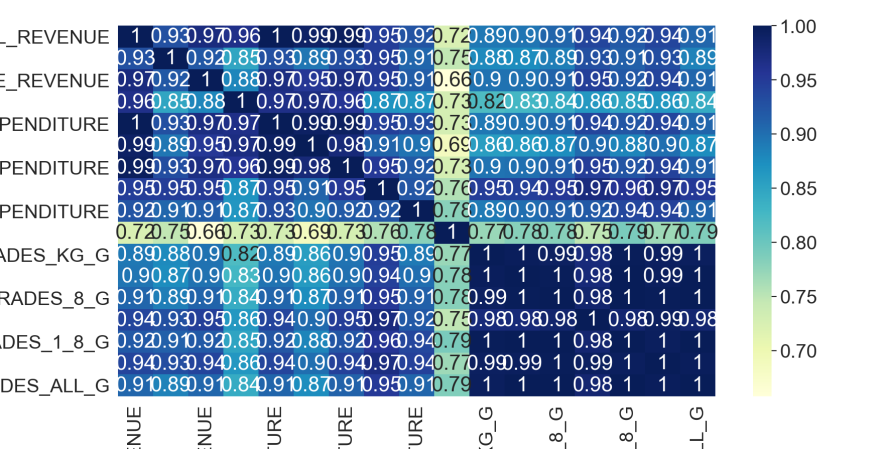 L_REVENUE 1 0.93 0.97 0.96 1 0.99 0.99 0.95 0.92 0.72 0.89 0.9 0.91 0.94 0.92 0.94 0.91
0.93 1 0.92 0.85 0.93 0.89 0.93 0.95 0.91 0.75 0.88 0.87 0.89 0.93 0.91 0.93 0.89
E_REVENUE 0.97 0.92 1 0.88 0.97 0.95 0.97 0.95 0.91 0.66 0.9 0.90 0.91 0.95 0.92 0.94 0.91
0.96 0.85 0.88 1 0.97 0.97 0.96 0.87 0.87 0.73 0.82 0.83 0.84 0.86 0.85 0.86 0.84
PENDITURE 1 0.93 0.97 0.97 1 0.99 0.99 0.95 0.93 0.73 0.89 0.90 0.91 0.94 0.92 0.94 0.91
0.99 0.89 0.95 0.97 0.99 1 0.98 0.91 0.9 0.69 0.86 0.86 0.87 0.9 0.88 0.9 0.87
PENDITURE 0.99 0.93 0.97 0.96 0.99 0.98 1 0.95 0.92 0.73 0.9 0.90 0.91 0.95 0.92 0.94 0.91
0.95 0.95 0.95 0.87 0.95 0.91 0.95 1 0.92 0.76 0.95 0.94 0.95 0.97 0.96 0.97 0.95
PENDITURE 0.92 0.91 0.91 0.87 0.93 0.90 0.92 0.92 1 0.78 0.89 0.90 0.91 0.92 0.94 0.94 0.91
0.72 0.75 0.66 0.73 0.73 0.69 0.73 0.76 0.78 1 0.77 0.78 0.78 0.75 0.79 0.77 0.79
ADES_KG_G 0.89 0.88 0.9 0.82 0.89 0.86 0.90 0.95 0.89 0.77 1 1 0.99 0.98 1 0.99 1
0.9 0.87 0.90 0.83 0.90 0.86 0.90 0.94 0.90 0.78 1 1 1 0.98 1 0.99 1
RADES_8_G 0.91 0.89 0.91 0.84 0.91 0.87 0.91 0.95 0.91 0.78 0.99 1 1 0.98 1 1 1
0.94 0.93 0.95 0.86 0.94 0.9 0.95 0.97 0.92 0.75 0.98 0.98 0.98 1 0.98 0.99 0.98
DES_1_8_G 0.92 0.91 0.92 0.85 0.92 0.88 0.92 0.96 0.94 0.79 1 1 1 0.98 1 1 1
0.94 0.93 0.94 0.86 0.94 0.90 0.94 0.97 0.94 0.77 0.99 0.99 1 0.99 1 1 1
DES_ALL_G 0.91 0.89 0.91 0.84 0.91 0.87 0.91 0.95 0.91 0.79 1 1 1 0.98 1 1 1
ENUE
ENUE
TURE
TURE
TURE
KG_G
_8_G
_8_G
LL_G
1.00
0.95
0.90
0.85
0.80
0.75
0.70